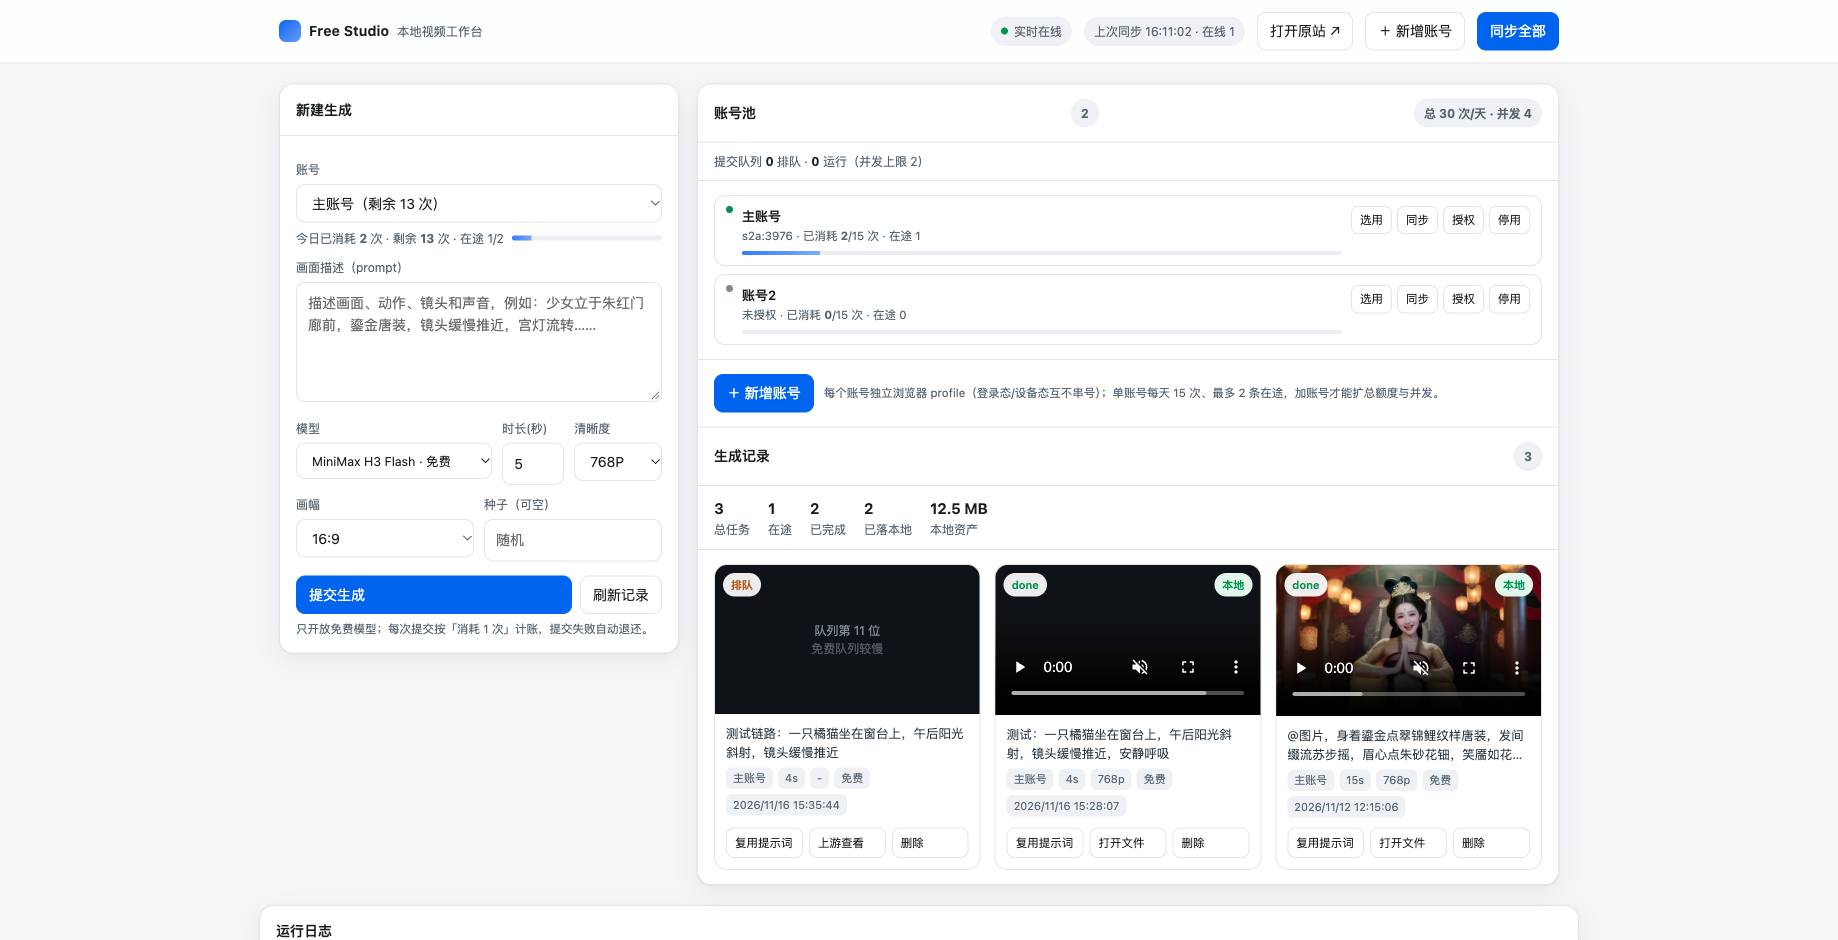 Free Studio 本地视频工作台
实时在线
上次同步 16:11:02 · 在线 1
打开原站 ↗
＋ 新增账号
同步全部
新建生成
账号
主账号（剩余 13 次）
今日已消耗 2 次 · 剩余 13 次 · 在途 1/2
画面描述（prompt）
描述画面、动作、镜头和声音，例如：少女立于朱红门
廊前，鎏金唐装，镜头缓慢推近，宫灯流转……
模型
时长(秒)
清晰度
MiniMax H3 Flash · 免费
5
768P
画幅
种子（可空）
16:9
随机
提交生成
刷新记录
只开放免费模型；每次提交按「消耗 1 次」计账，提交失败自动退还。
账号池
2
总 30 次/天 · 并发 4
提交队列 0 排队 · 0 运行（并发上限 2）
主账号
s2a:3976 · 已消耗 2/15 次 · 在途 1
选用
同步
授权
停用
账号2
未授权 · 已消耗 0/15 次 · 在途 0
选用
同步
授权
停用
＋ 新增账号
每个账号独立浏览器 profile（登录态/设备态互不串号）；单账号每天 15 次、最多 2 条在途，加账号才能扩总额度与并发。
生成记录
3
3
总任务
1
在途
2
已完成
2
已落本地
12.5 MB
本地资产
排队
队列第 11 位
免费队列较慢
测试链路：一只橘猫坐在窗台上，午后阳光
斜射，镜头缓慢推近
主账号
4s
-
免费
2026/11/16 15:35:44
复用提示词
上游查看
删除
done
本地
0:00
测试：一只橘猫坐在窗台上，午后阳光斜
射，镜头缓慢推近，安静呼吸
主账号
4s
768p
免费
2026/11/16 15:28:07
复用提示词
打开文件
删除
done
本地
0:00
@图片，身着鎏金点翠锦鲤纹样唐装，发间
缀流苏步摇，眉心点朱砂花钿，笑靥如花…
主账号
15s
768p
免费
2026/11/12 12:15:06
复用提示词
打开文件
删除
运行日志